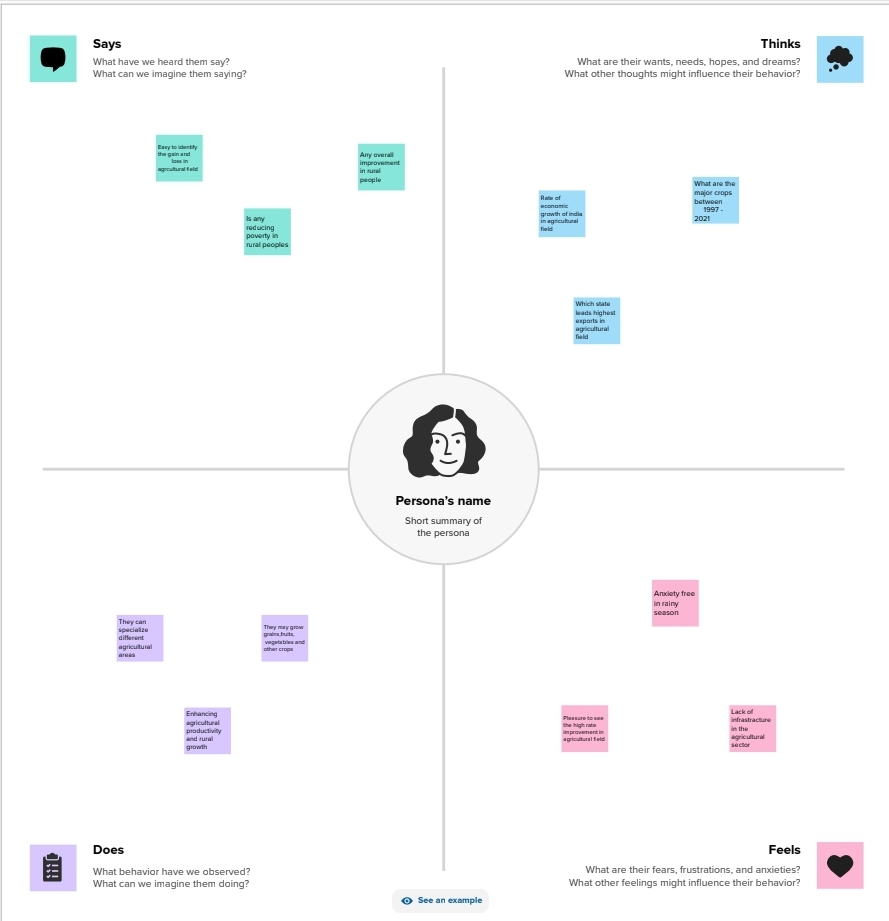 Says
What have we heard them say?
What can we imagine them saying?
Thinks
What are their wants, needs, hopes, and dreams?
What other thoughts might influence their behavior?
Easy to identify
the gain and
loss in
agrcultural field
Any overall
improvement
in rural
people
Is any
reducing
poverty in
rural peoples
Rate of
economic
growth of india
in agricultural
field
What are the
major crops
between
1997 -
2021
Which state
leads highest
exports in
agricultural
field
Persona's name
Short summary of
the persona
They can
specialize
different
agricultural
areas
They may grow
grains,fruits,
vegetables and
other crops
Enhancing
agricultural
productivity
and rural
growth
Anxiety free
in rainy
season
Pleesure to see
the high rate
improvement in
agricultural field
Lack of
infrastracture
in the
agricultural
sector
Does
What behavior have we observed?
What can we imagine them doing?
Feels
What are their fears, frustrations, and anxieties?
What other feelings might influence their behavior?
See an example